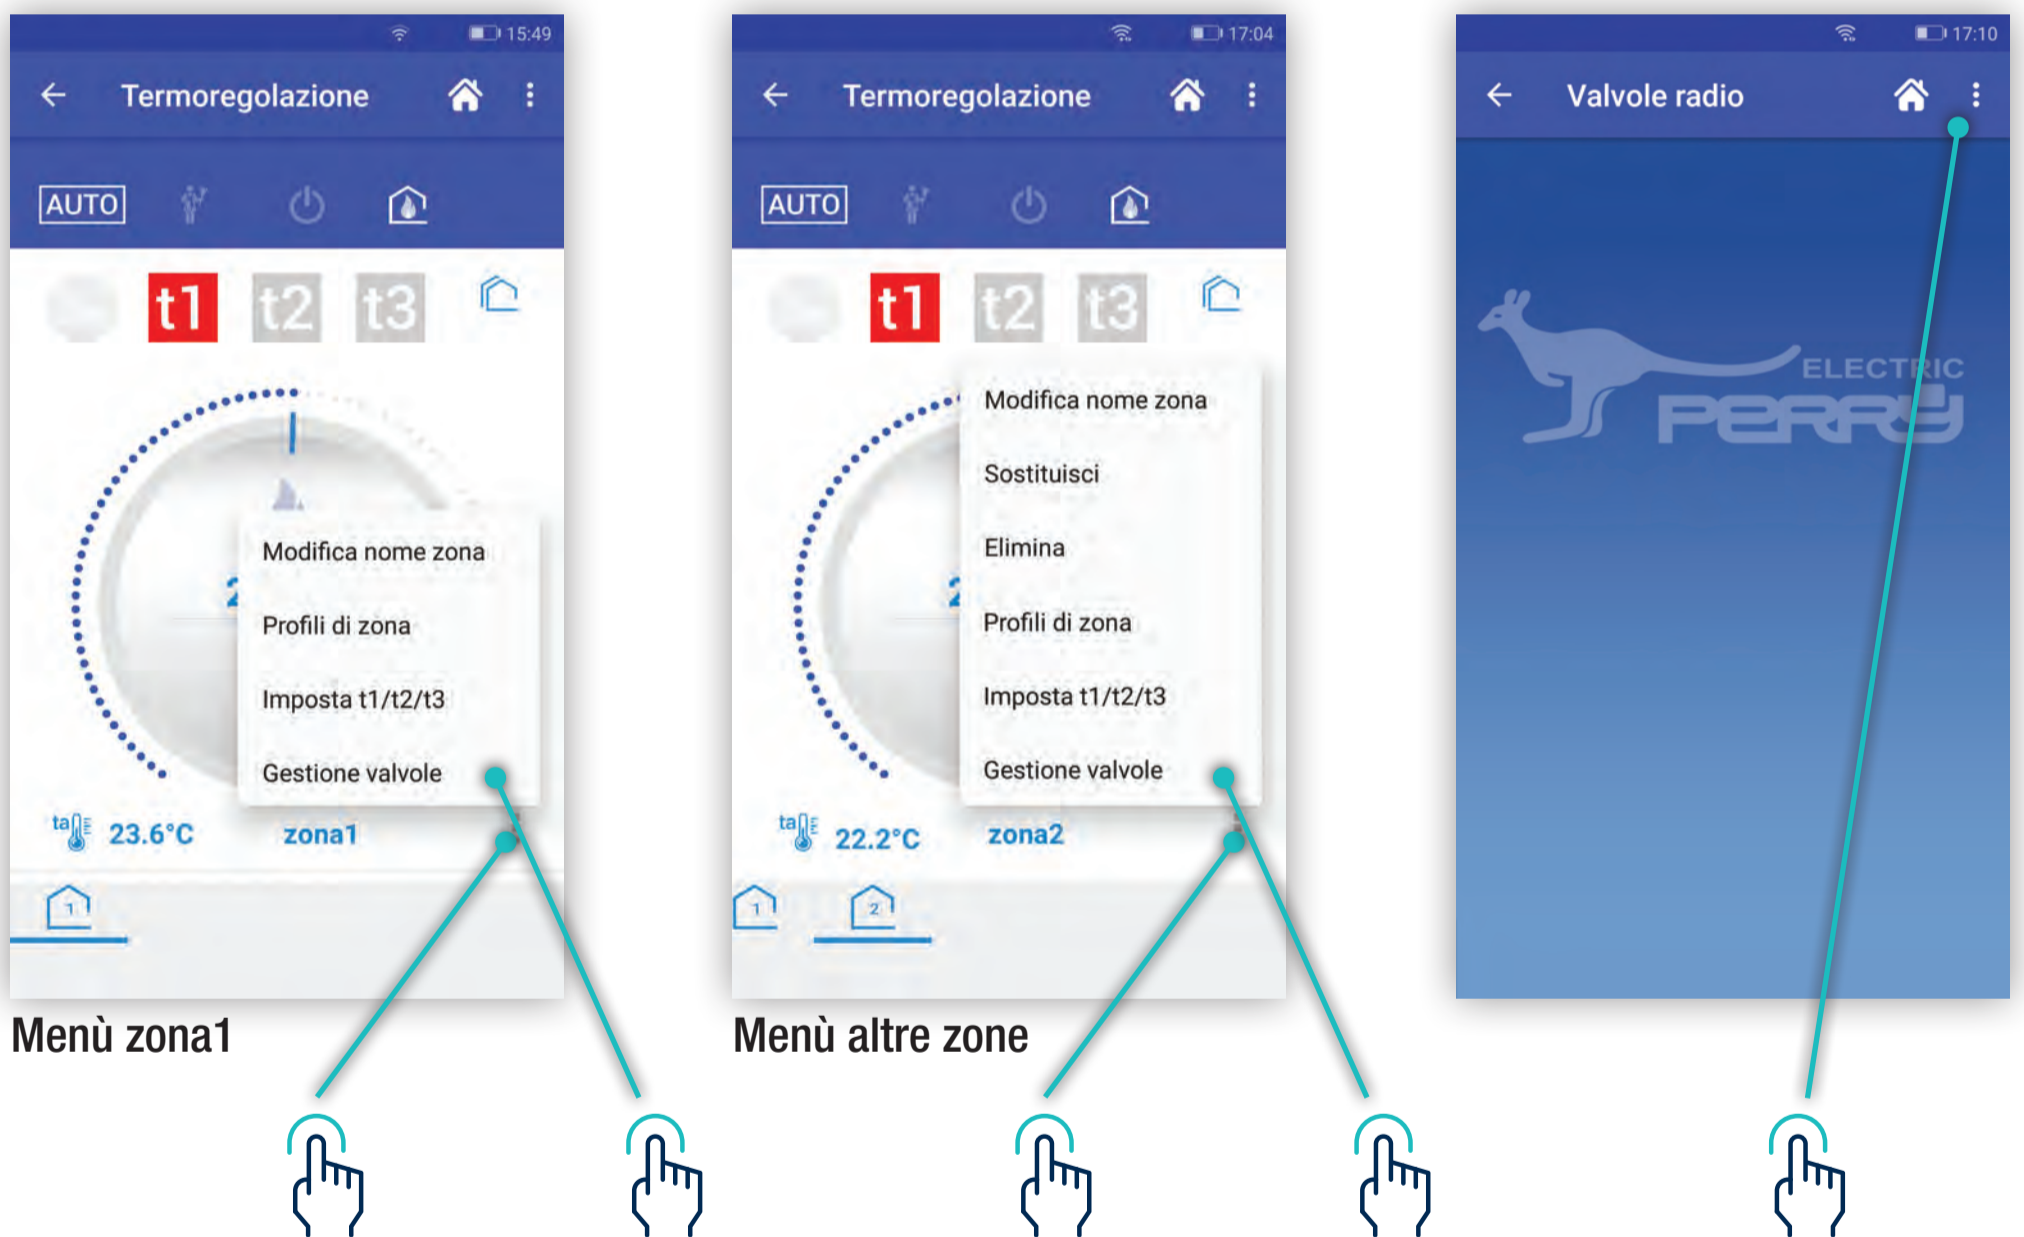 15:49
Termoregolazione
AUTO
t1 t2 t3
2
Modifica nome zona
Profili di zona
Imposta t1/t2/t3
Gestione valvole
ta 23.6°C zona1
1
Menù zona1
17:04
Termoregolazione
AUTO
t1 t2 t3
Modifica nome zona
Sostituisci
Elimina
2
Profili di zona
Imposta t1/t2/t3
Gestione valvole
ta 22.2°C zona2
1 2
Menù altre zone
17:10
Valvole radio
ELECTRIC
PERRY